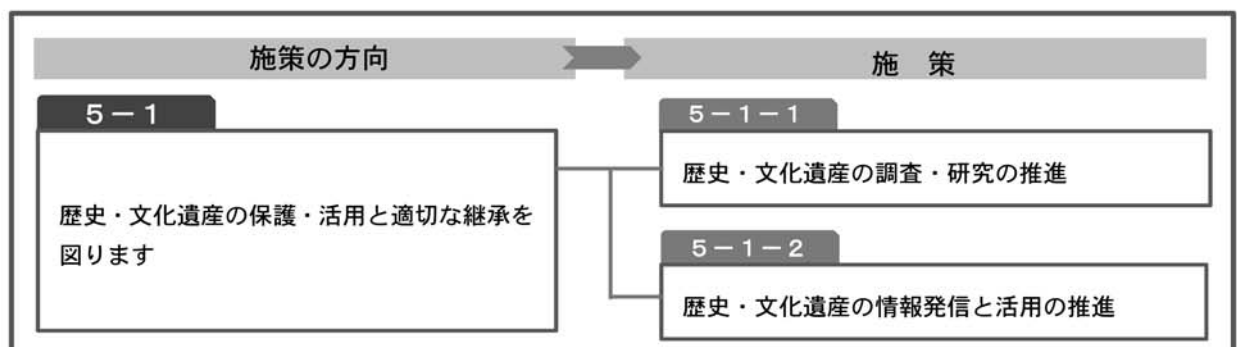 施策の方向
施 策
5-1
歴史・文化遺産の保護・活用と適切な継承を
図ります
5-1-1
歴史・文化遺産の調査・研究の推進
5-1-2
歴史・文化遺産の情報発信と活用の推進